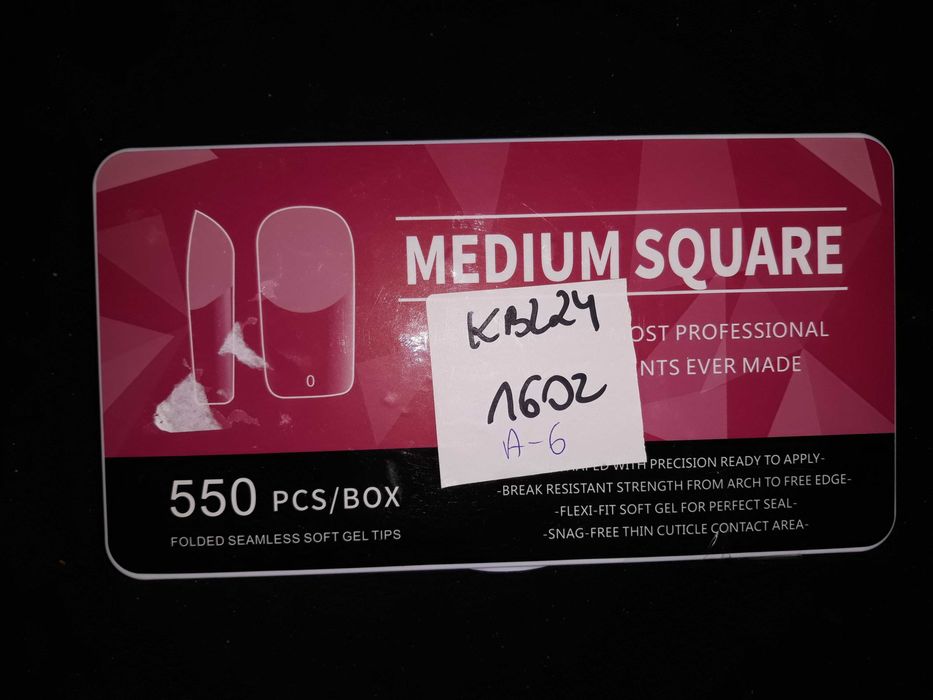 0
MEDIUM SQUARE
OST PROFESSIONAL
NTS EVER MADE
KBL24
1602
A-6
550 PCS/BOX
FOLDED SEAMLESS SOFT GEL TIPS
WITH PRECISION READY TO APPLY-
-BREAK RESISTANT STRENGTH FROM ARCH TO FREE EDGE-
-FLEXI-FIT SOFT GEL FOR PERFECT SEAL-
-SNAG-FREE THIN CUTICLE CONTACT AREA-